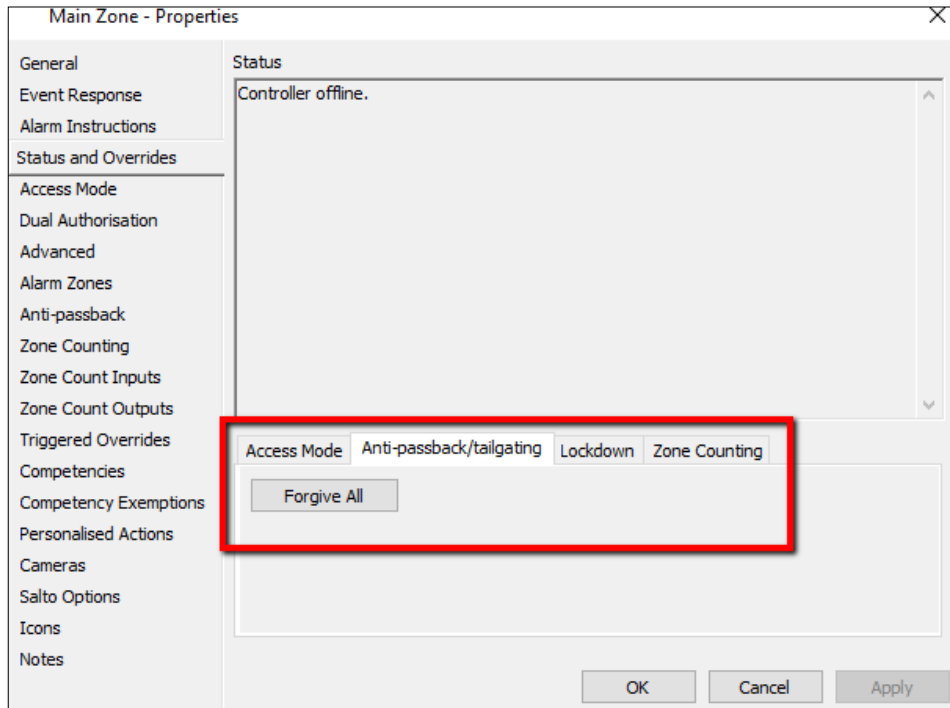 Main Zone - Properties
General
Event Response
Alarm Instructions
Status and Overrides
Access Mode
Dual Authorisation
Advanced
Alarm Zones
Anti-passback
Zone Counting
Zone Count Inputs
Zone Count Outputs
Triggered Overrides
Competencies
Competency Exemptions
Personalised Actions
Cameras
Salto Options
Icons
Notes
Status
Controller offline.
Access Mode Anti-passback/tailgating Lockdown Zone Counting
Forgive All
OK Cancel Apply